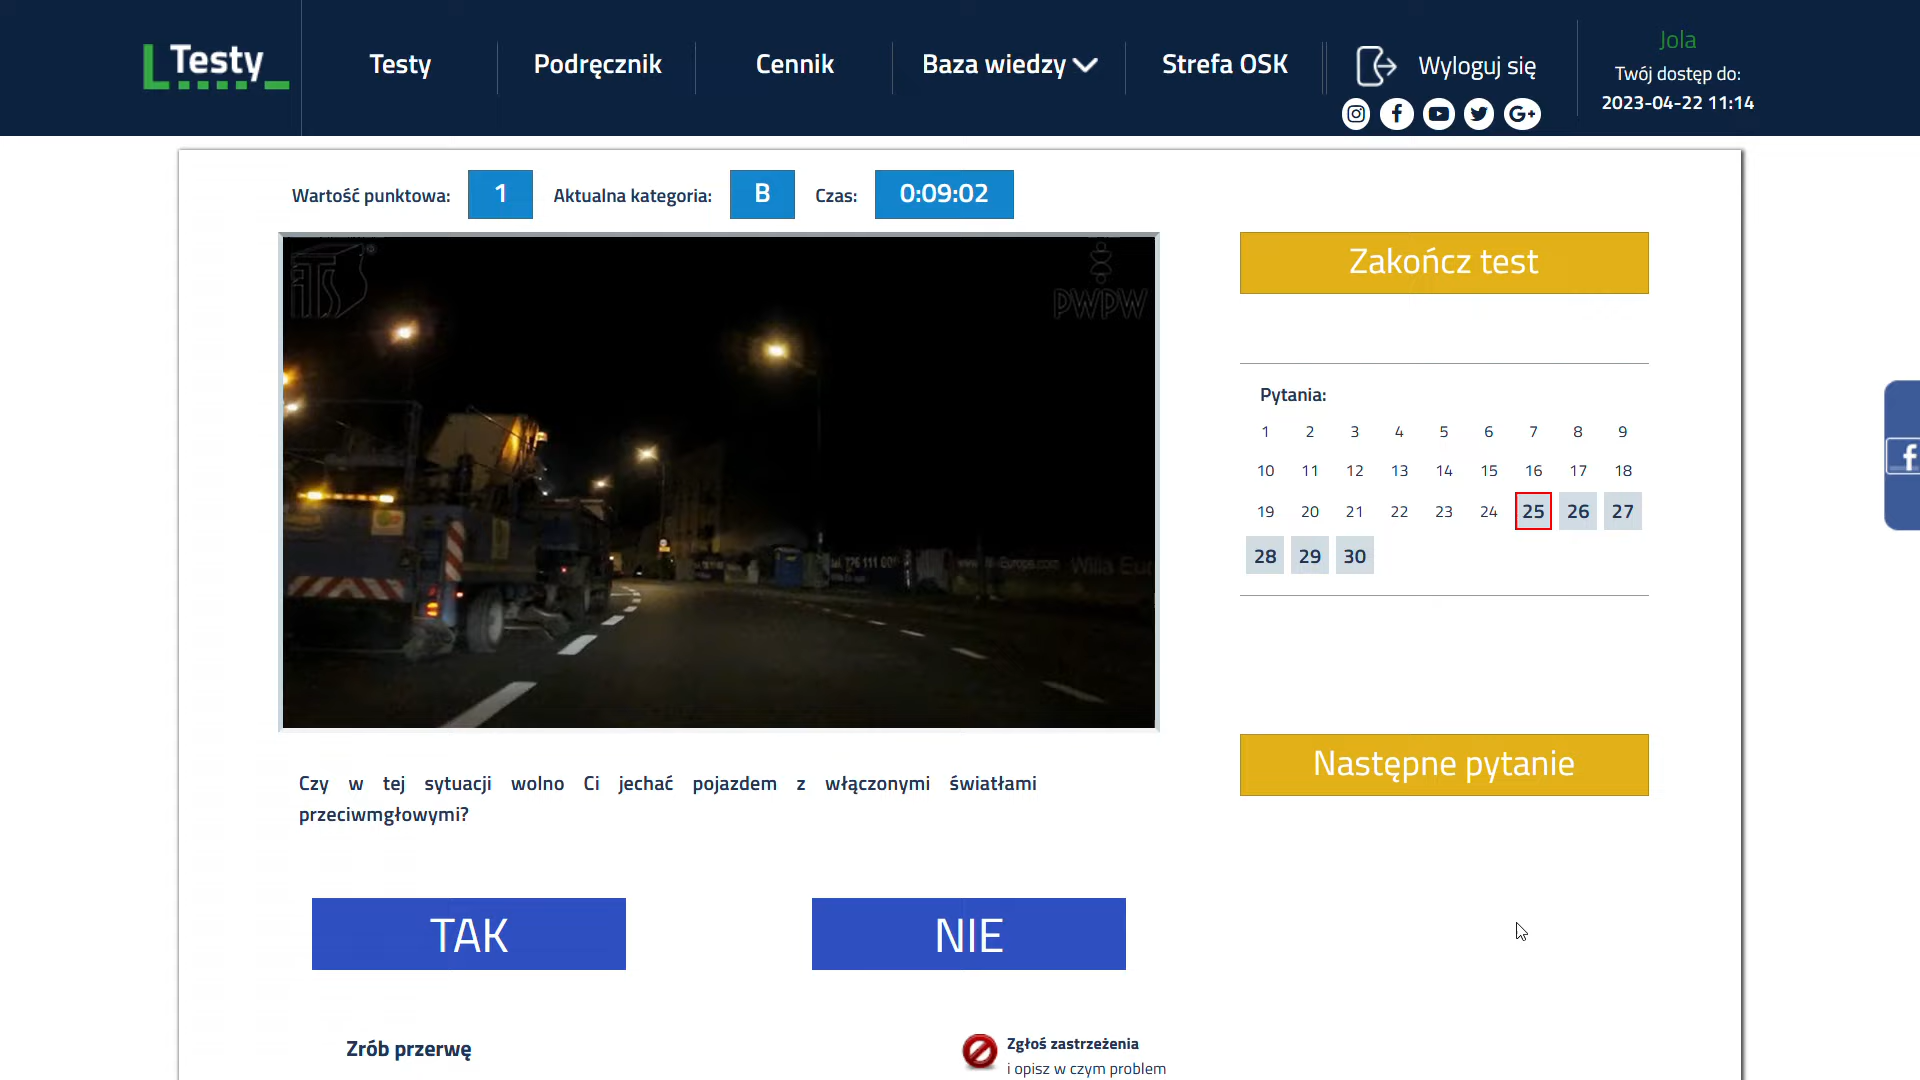 L Testy
Testy
Podręcznik
Cennik
Baza wiedzy
Strefa OSK
Wyloguj się
Jola
Twój dostęp do:
2023-04-22 11:14
Wartość punktowa: 1 Aktualna kategoria: B Czas: 0:09:02
ITS ®
PWPW
Zakończ test
Pytania:
1 2 3 4 5 6 7 8 9
10 11 12 13 14 15 16 17 18
19 20 21 22 23 24 25 26 27
28 29 30
Następne pytanie
Czy w tej sytuacji wolno Ci jechać pojazdem z włączonymi światłami
przeciwmgłowymi?
TAK
NIE
Zrób przerwę
Zgłoś zastrzeżenia
i opisz w czym problem